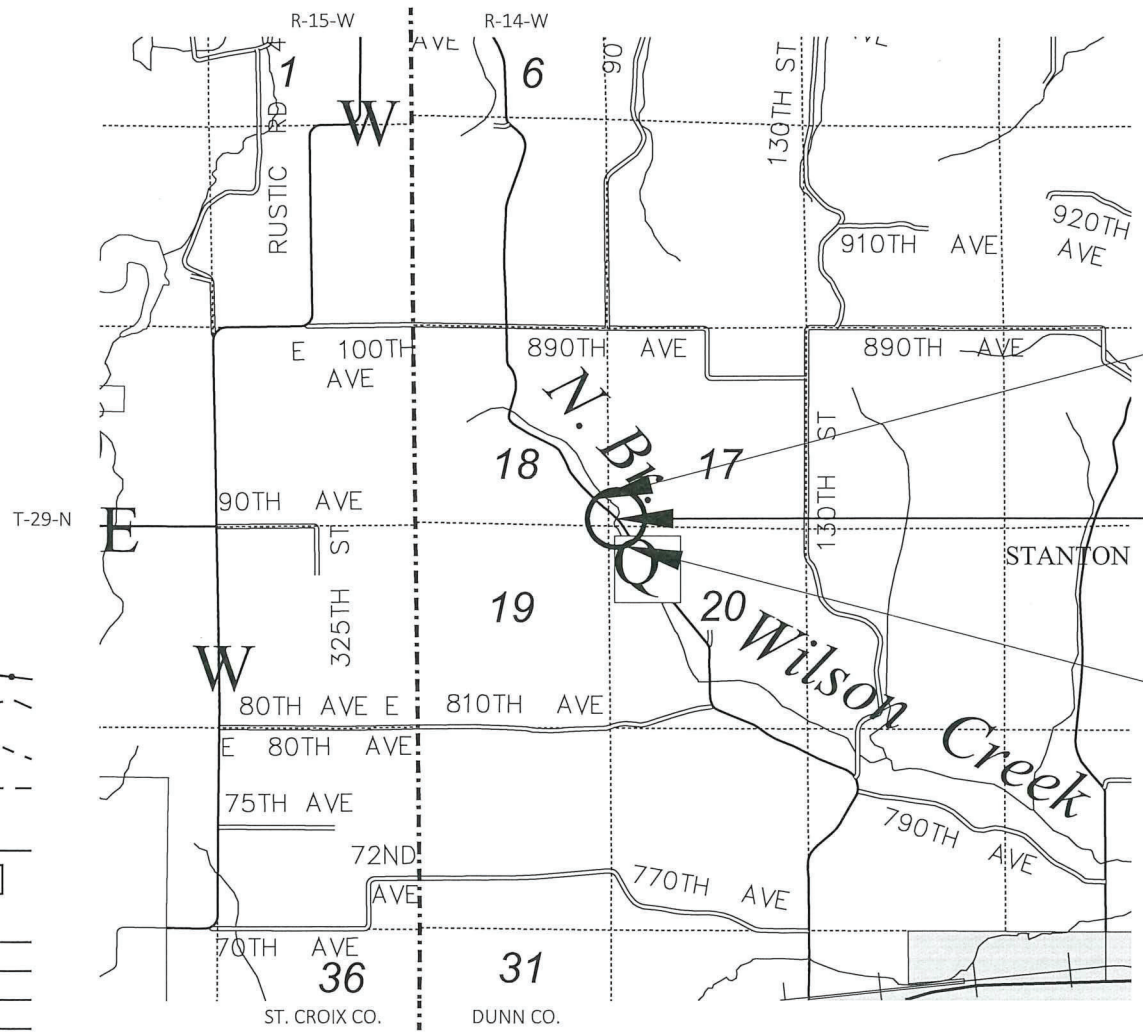 R-15-W
R-14-W
AVE
1
6
W
RUSTIC RD
90
130TH ST
AVE
920TH
AVE
910TH AVE
E 100TH
AVE
890TH AVE
890TH AVE
N. Br.
18
17
90TH AVE
T-29-N
E
325TH ST
130TH ST
STANTON
Q
19
20
Wilson Creek
W
80TH AVE E
810TH AVE
E 80TH AVE
75TH AVE
790TH AVE
72ND
AVE
770TH AVE
70TH AVE
36
31
ST. CROIX CO.
DUNN CO.